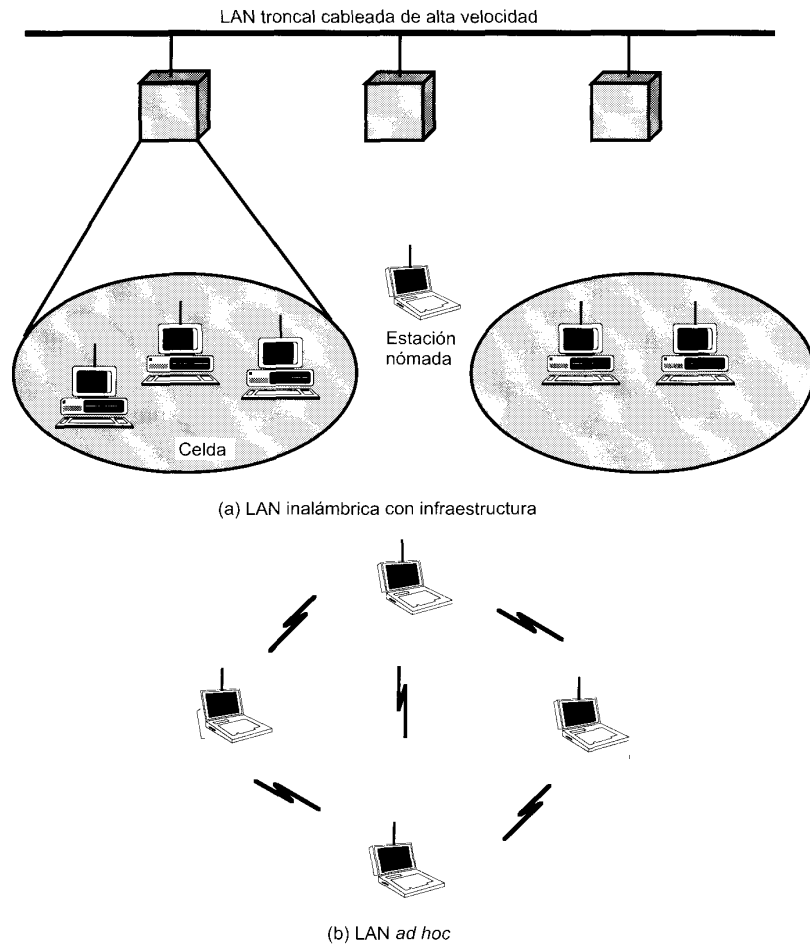 LAN troncal cableada de alta velocidad
Estación
nómada
Celda
(a) LAN inalámbrica con infraestructura
(b) LAN ad hoc